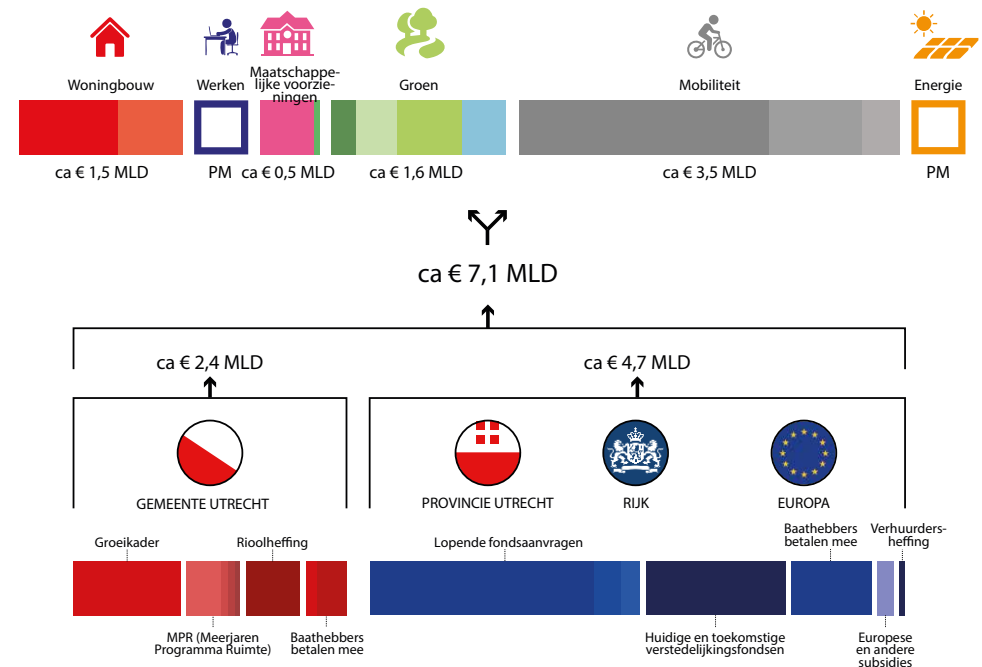 Woningbouw
Werken
Maatschappe-
lijke voorzie-
ningen
Groen
Mobiliteit
Energie
ca € 1,5 MLD
PM
ca € 0,5 MLD
ca € 1,6 MLD
ca € 3,5 MLD
PM
ca € 7,1 MLD
ca € 2,4 MLD
ca € 4,7 MLD
GEMEENTE UTRECHT
PROVINCIE UTRECHT
RIJK
EUROPA
Groeikader
Rioolheffing
Lopende fondsaanvragen
Baathebbers
betalen mee
Verhuurders-
heffing
MPR (Meerjaren
Programma Ruimte)
Baathebbers
betalen mee
Huidige en toekomstige
verstedelijkingsfondsen
Europese
en andere
subsidies